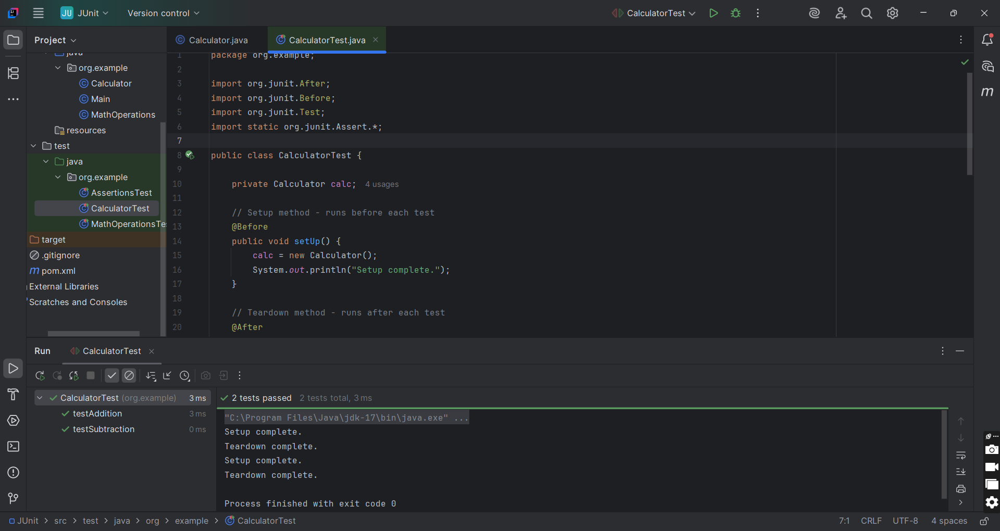 JU JUnit Version control CalculatorTest
Project Calculator.java CalculatorTest.java
java
org.example
Calculator
Main
MathOperations
resources
test
java
org.example
AssertionsTest
CalculatorTest
MathOperationsTe
target
.gitignore
m pom.xml
External Libraries
Scratches and Consoles
1 package org.example;
2
3 import org.junit.After;
4 import org.junit.Before;
5 import org.junit.Test;
6 import static org.junit.Assert.*;
7
8 public class CalculatorTest {
9
10 private Calculator calc; 4 usages
11
12 // Setup method - runs before each test
13 @Before
14 public void setUp() {
15 calc = new Calculator();
16 System.out.println("Setup complete.");
17 }
18
19 // Teardown method - runs after each test
20 @After
m
Run CalculatorTest
CalculatorTest (org.example) 3 ms
testAddition 3 ms
testSubtraction 0 ms
2 tests passed 2 tests total, 3 ms
"C:\Program Files\Java\jdk-17\bin\java.exe" ...
Setup complete.
Teardown complete.
Setup complete.
Teardown complete.
Process finished with exit code 0
JUnit > src > test > java > org > example > CalculatorTest 7:1 CRLF UTF-8 4 spaces